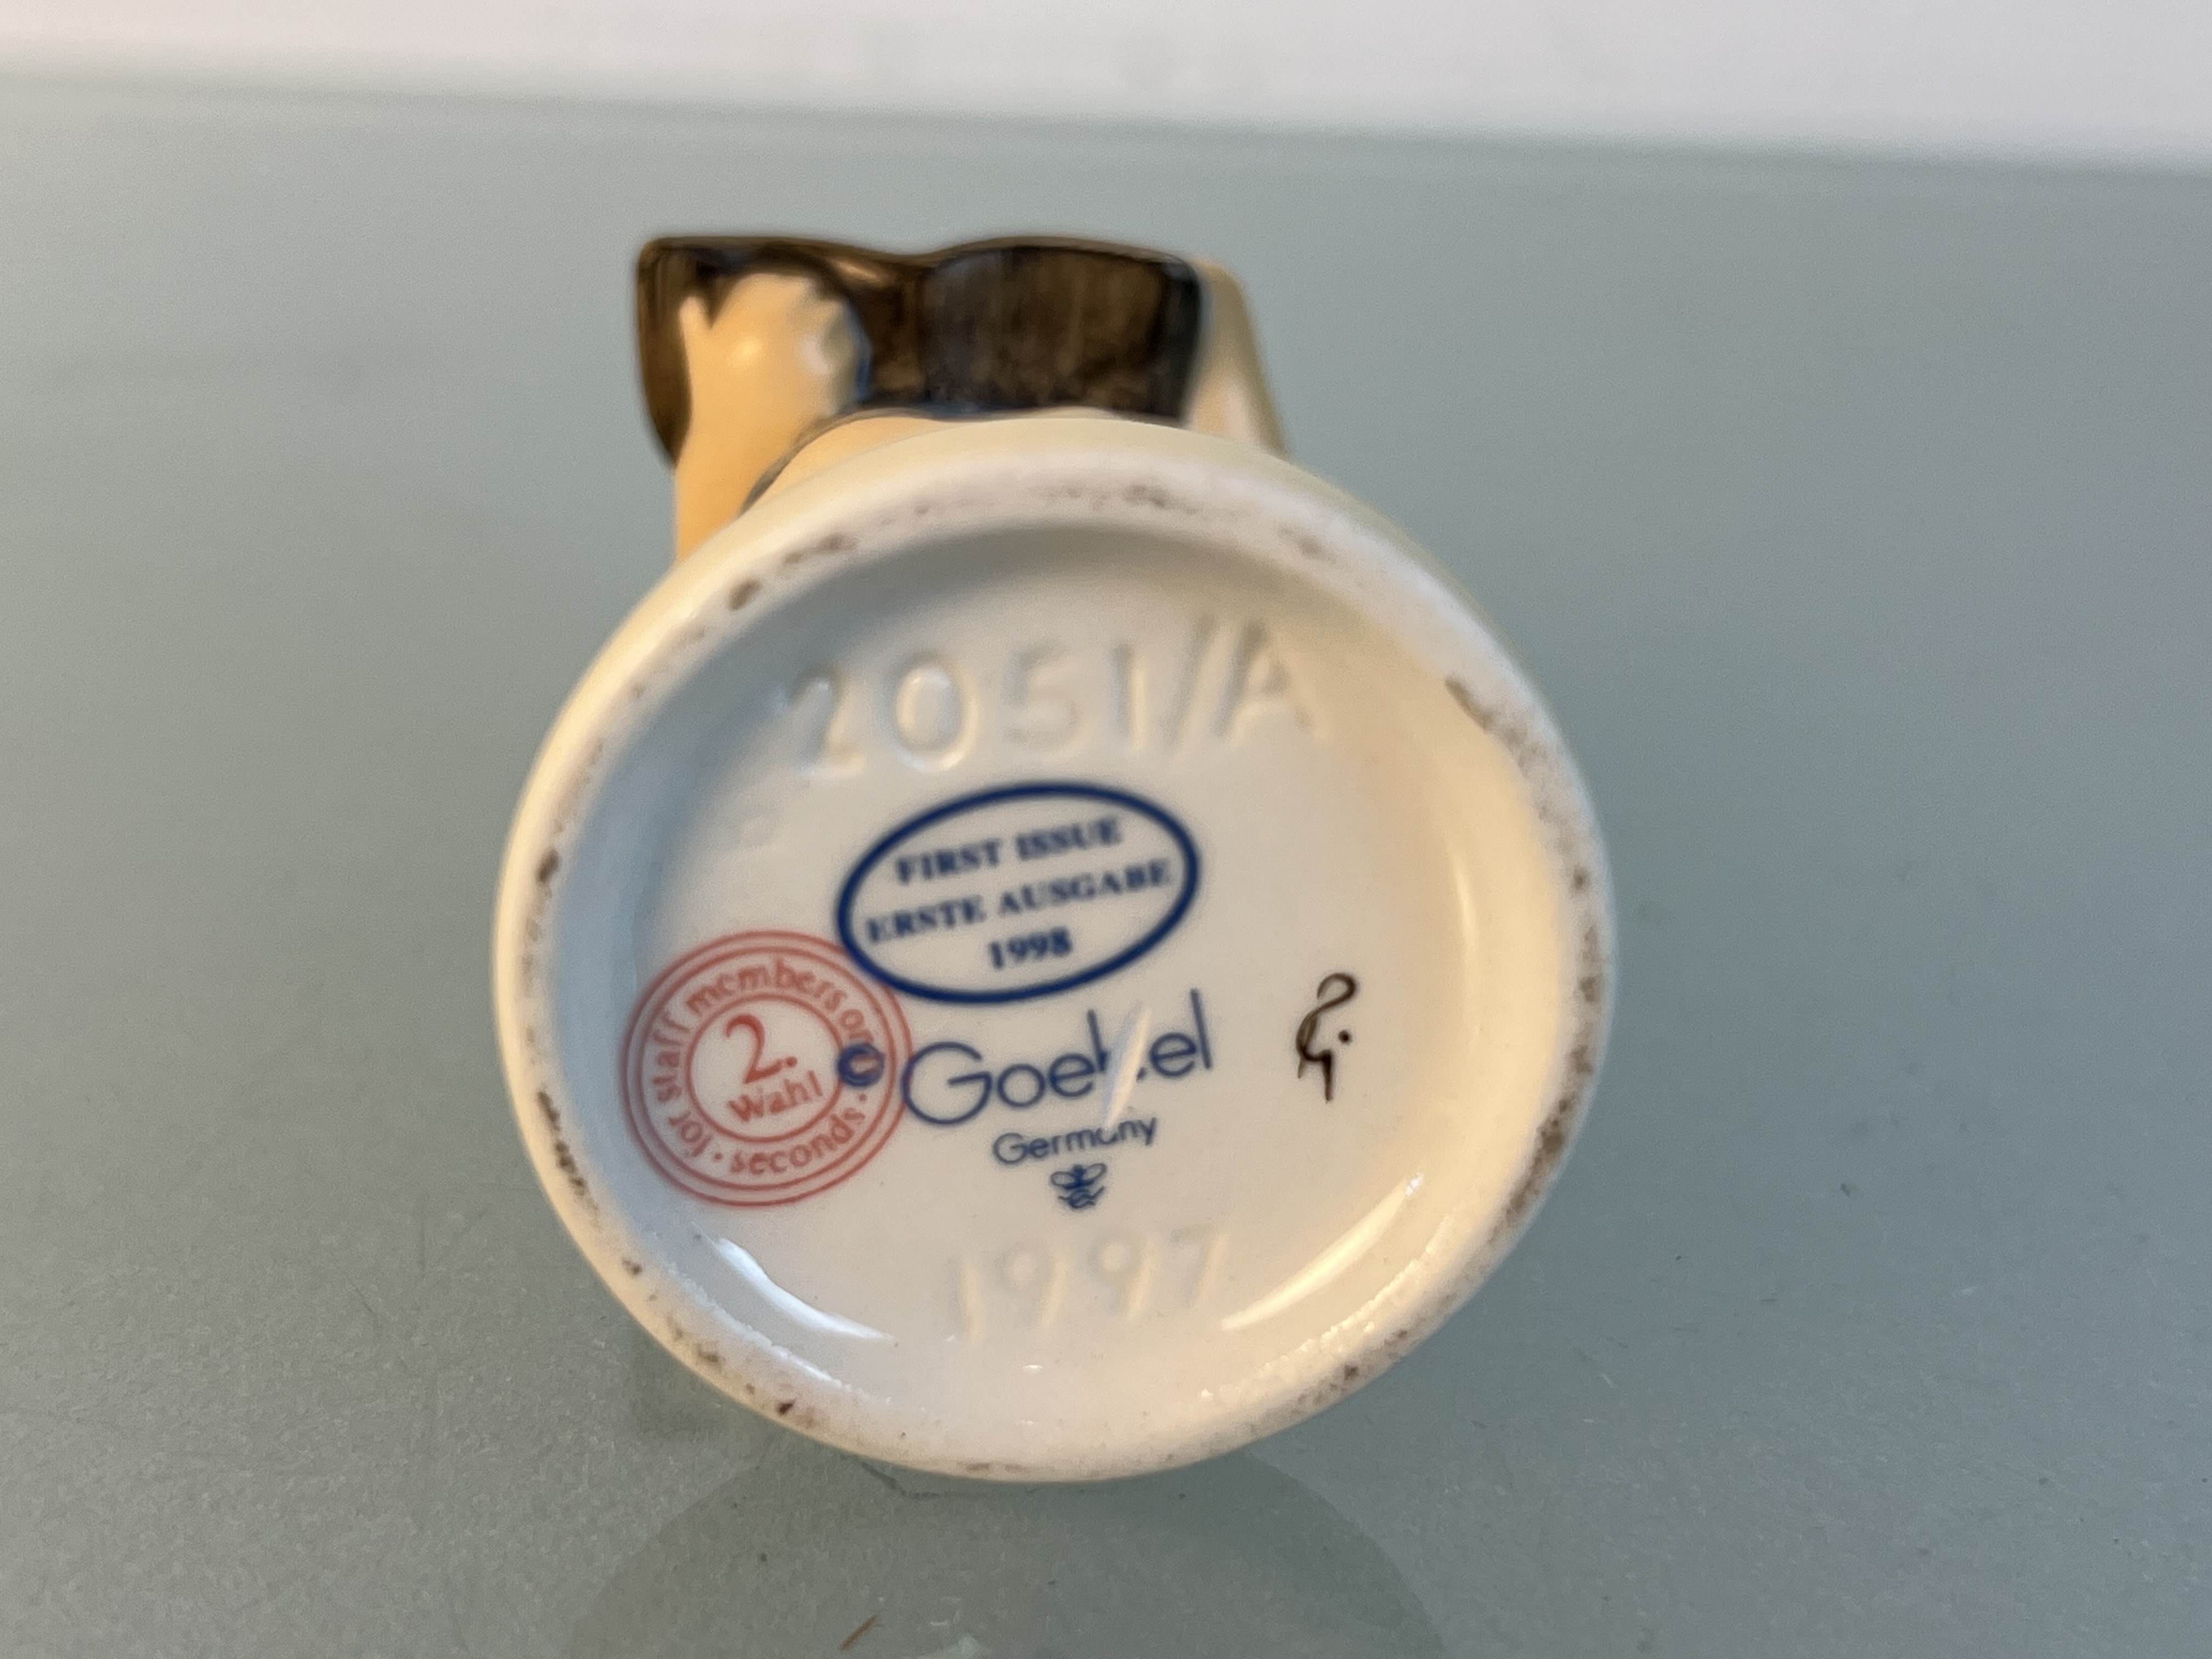 2051/A
FIRST ISSUE
ERSTE AUSGABE
1998
for staff members only
2.
Wahl
· seconds ·
© Goebel
Germany
1997